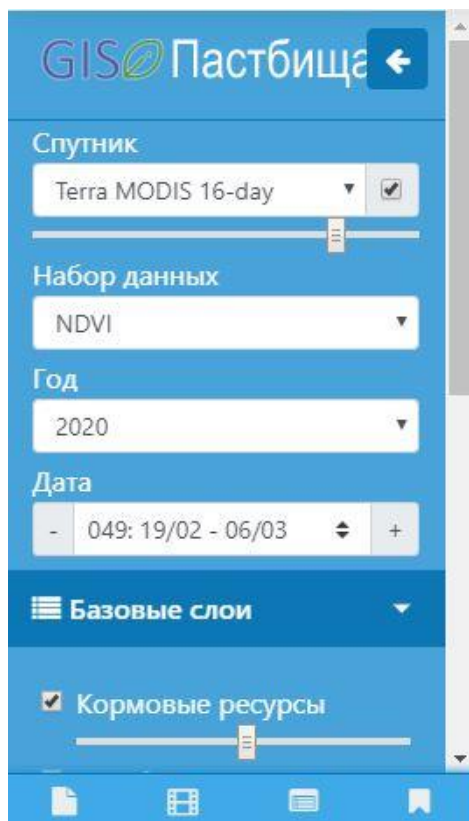 GIS Пастбища
Спутник
Terra MODIS 16-day
Набор данных
NDVI
Год
2020
Дата
- 049: 19/02 - 06/03 +
Базовые слои
Кормовые ресурсы